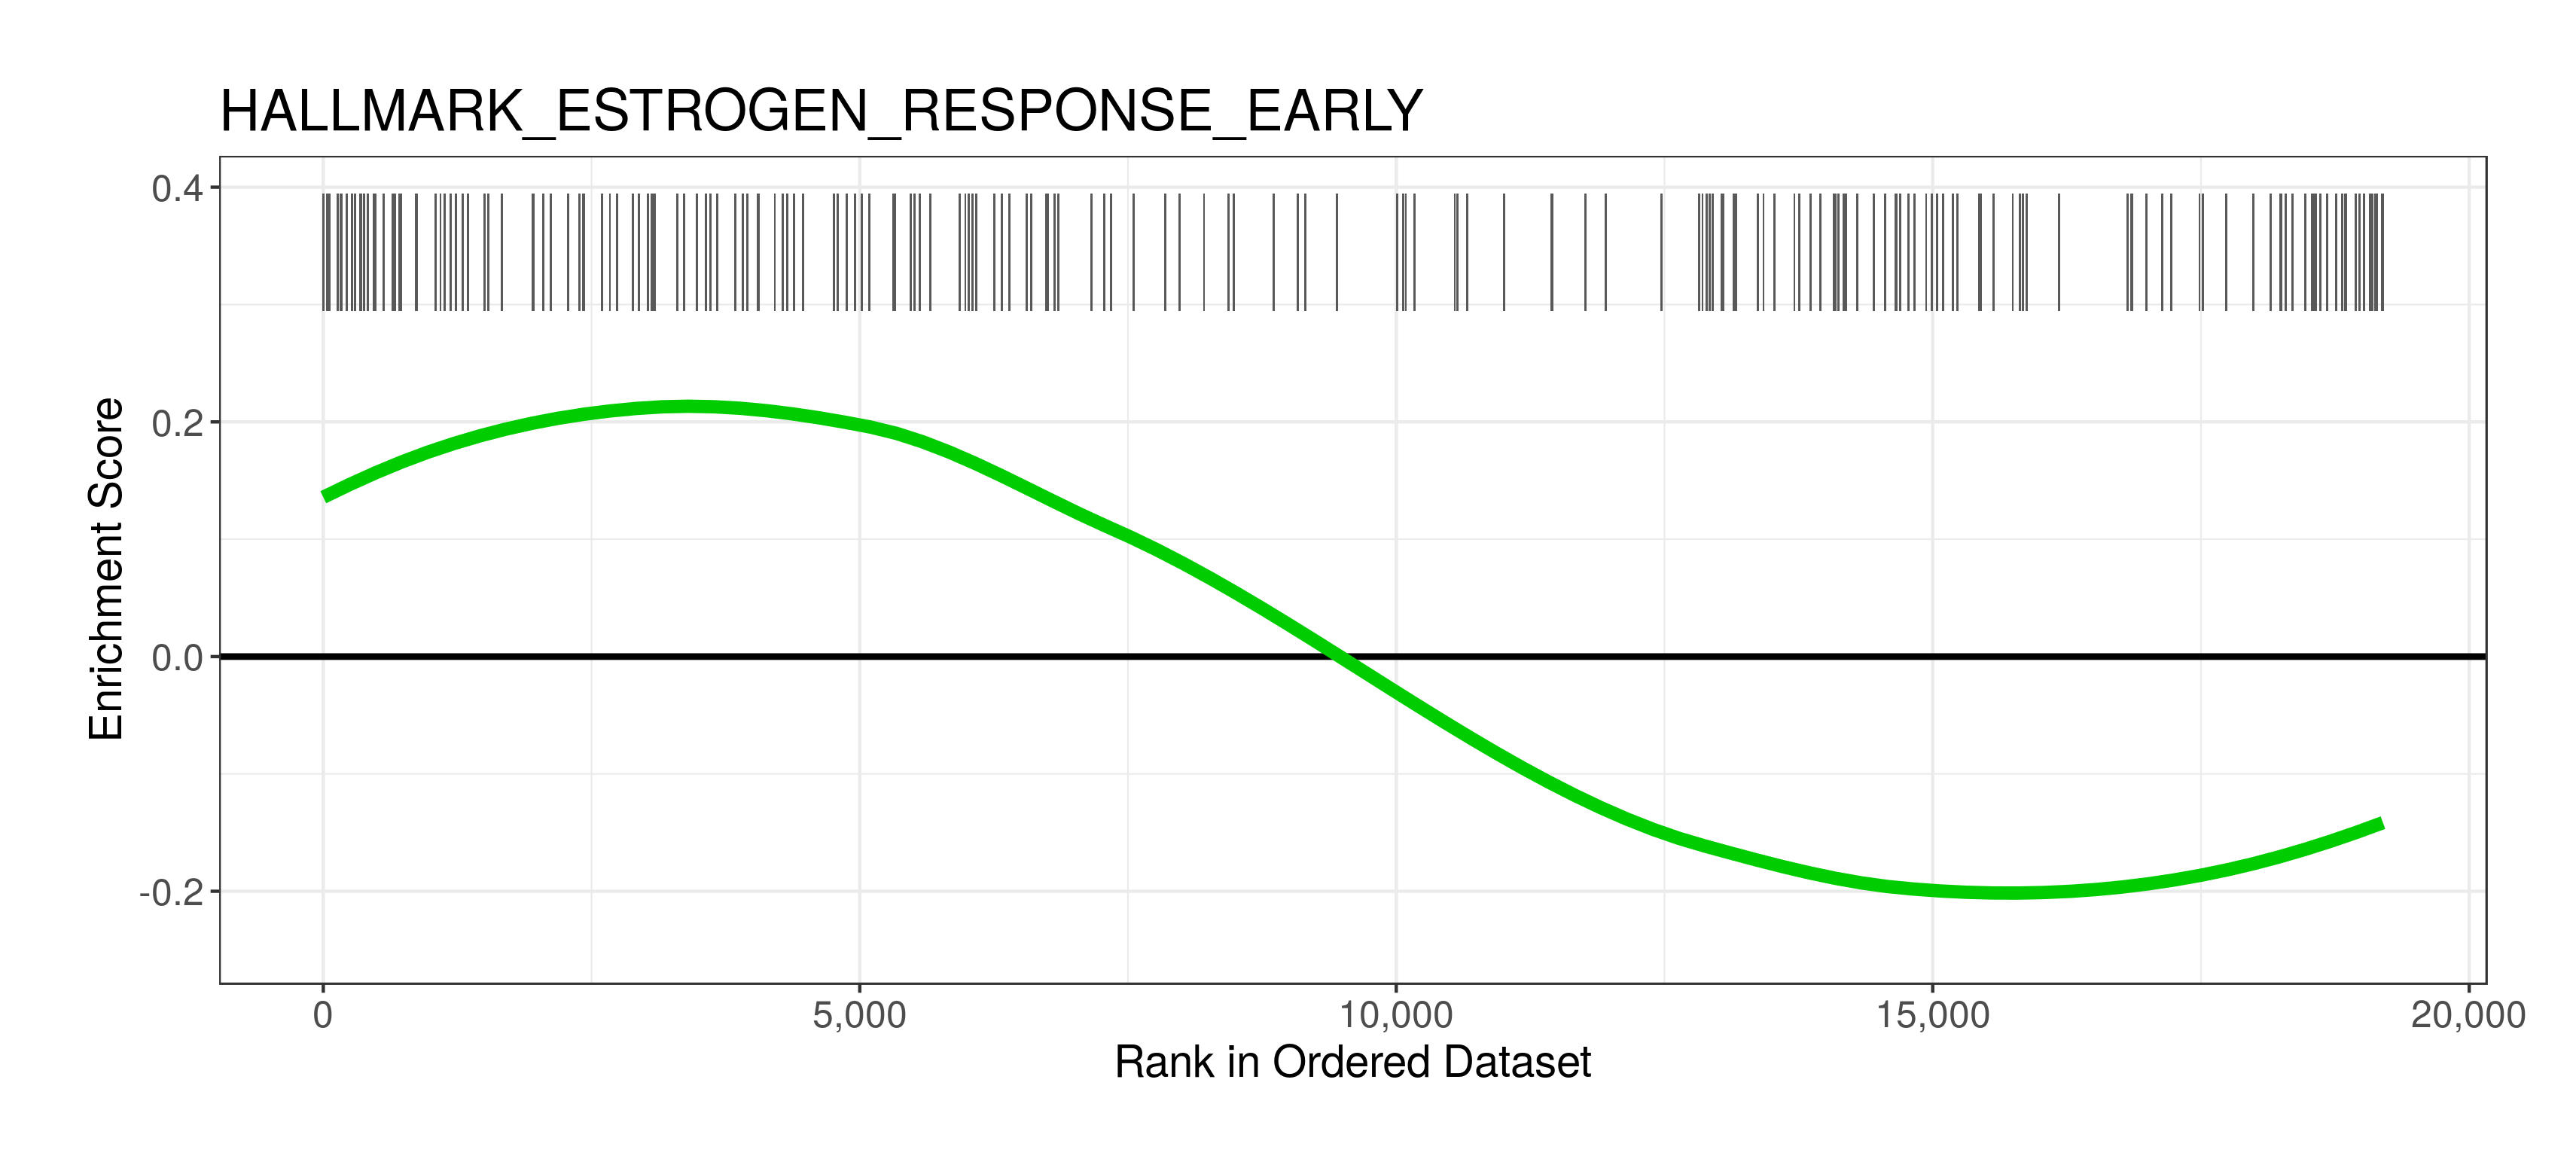 HALLMARK_ESTROGEN_RESPONSE_EARLY
0.4
0.2
0.0
-0.2
Enrichment Score
0 5,000 10,000 15,000 20,000
Rank in Ordered Dataset